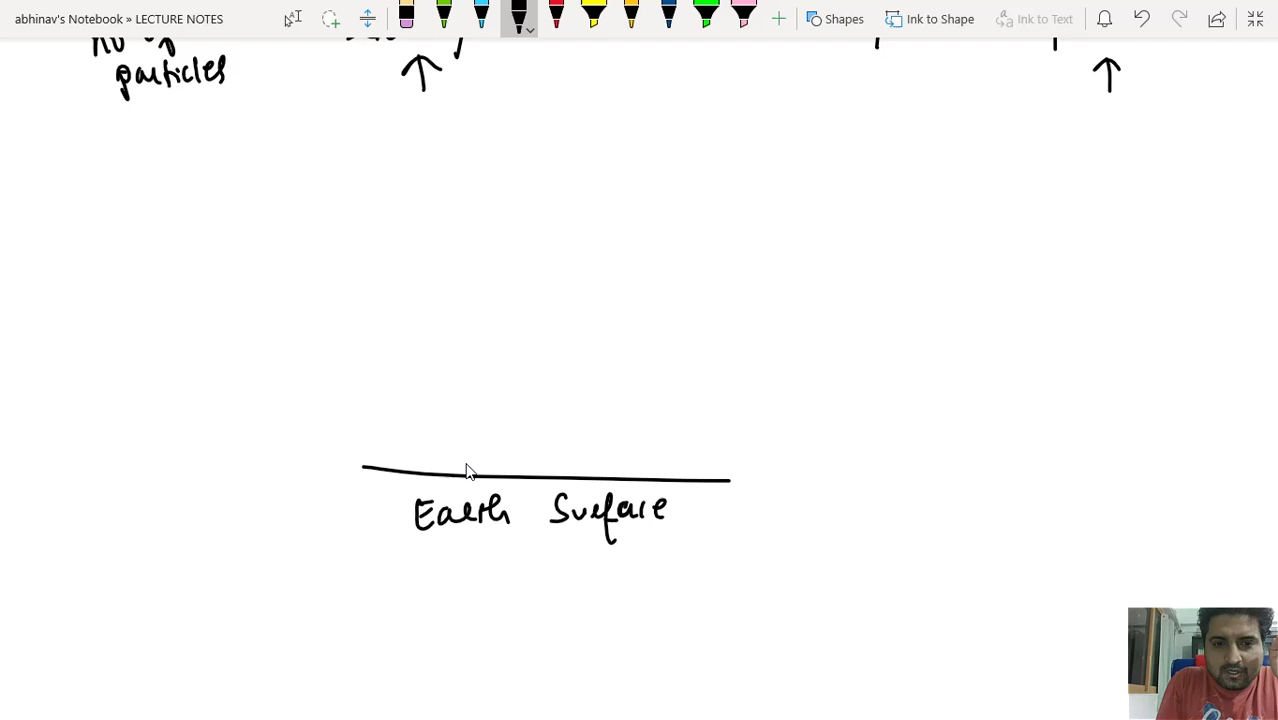 abhinav's Notebook » LECTURE NOTES
Shapes
Ink to Shape
Ink to Text
particles
Earth Surface